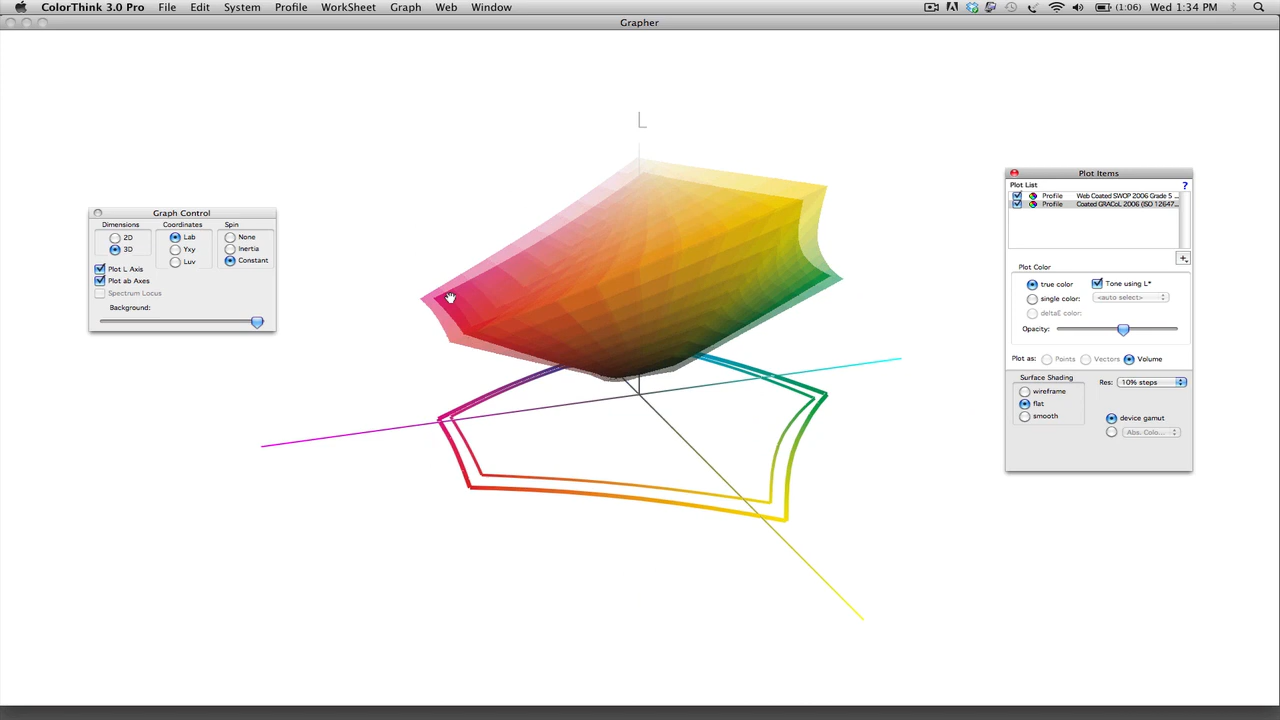 ColorThink 3.0 Pro File Edit System Profile WorkSheet Graph Web Window (1:06) Wed 1:34 PM
Grapher
L
Graph Control
Dimensions Coordinates Spin
2D Lab None
3D Yxy Inertia
Luv Constant
Plot L Axis
Plot ab Axes
Spectrum Locus
Background:
Plot Items
Plot List ?
Profile Web Coated SWOP 2006 Grade 5 ...
Profile Coated GRACoL 2006 (ISO 12647...
+
Plot Color
true color Tone using L*
single color: <auto select>
deltaE color:
Opacity:
Plot as: Points Vectors Volume
Surface Shading Res: 10% steps
wireframe
flat
smooth
device gamut
Abs. Colo...